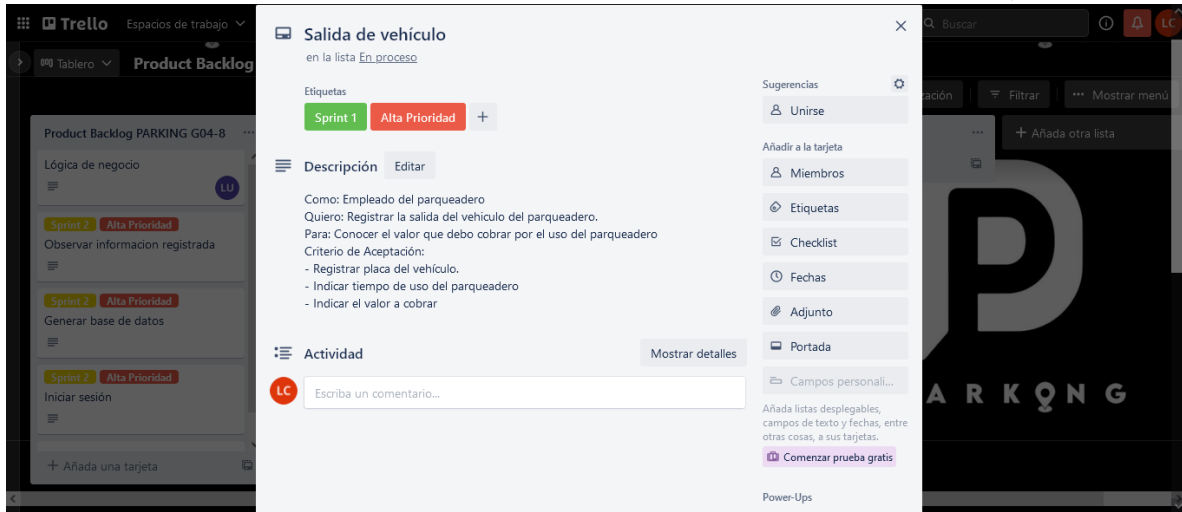 Trello
Espacios de trabajo
Buscar
LC
Tablero
Product Backlog
Filtrar
Mostrar menú
Product Backlog PARKING G04-8
Lógica de negocio
LU
Sprint 2 Alta Prioridad
Observar informacion registrada
Sprint 2 Alta Prioridad
Generar base de datos
Sprint 2 Alta Prioridad
Iniciar sesión
+ Añada una tarjeta
Salida de vehículo
en la lista En proceso
Etiquetas
Sprint 1 Alta Prioridad +
Descripción Editar
Como: Empleado del parqueadero
Quiero: Registrar la salida del vehiculo del parqueadero.
Para: Conocer el valor que debo cobrar por el uso del parqueadero
Criterio de Aceptación:
- Registrar placa del vehículo.
- Indicar tiempo de uso del parqueadero
- Indicar el valor a cobrar
Actividad
Mostrar detalles
LC
Escriba un comentario...
Sugerencias
Unirse
Añadir a la tarjeta
Miembros
Etiquetas
Checklist
Fechas
Adjunto
Portada
Campos personali...
Añada listas desplegables,
campos de texto y fechas, entre
otras cosas, a sus tarjetas.
Comenzar prueba gratis
Power-Ups
+ Añada otra lista
P
ARKONG